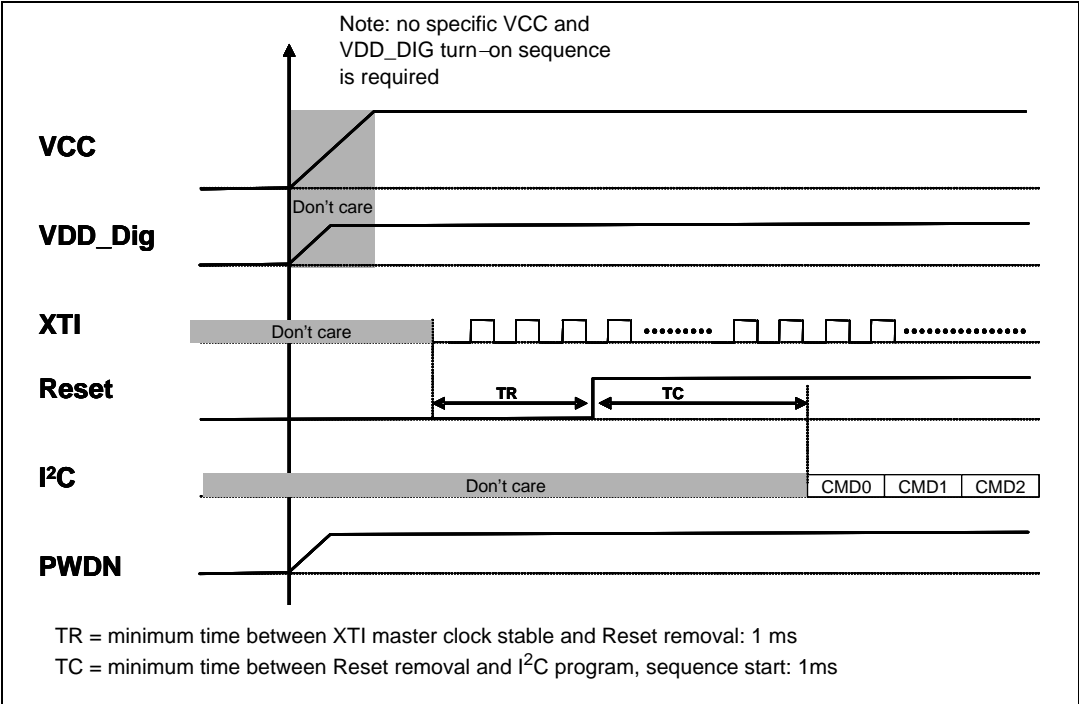 Note: no specific VCC and
VDD_DIG turn−on sequence
is required
VCC
Don't care
VDD_Dig
XTI
Don't care
Reset
TR
TC
I²C
Don't care
CMD0
CMD1
CMD2
PWDN
TR = minimum time between XTI master clock stable and Reset removal: 1 ms
TC = minimum time between Reset removal and I²C program, sequence start: 1ms